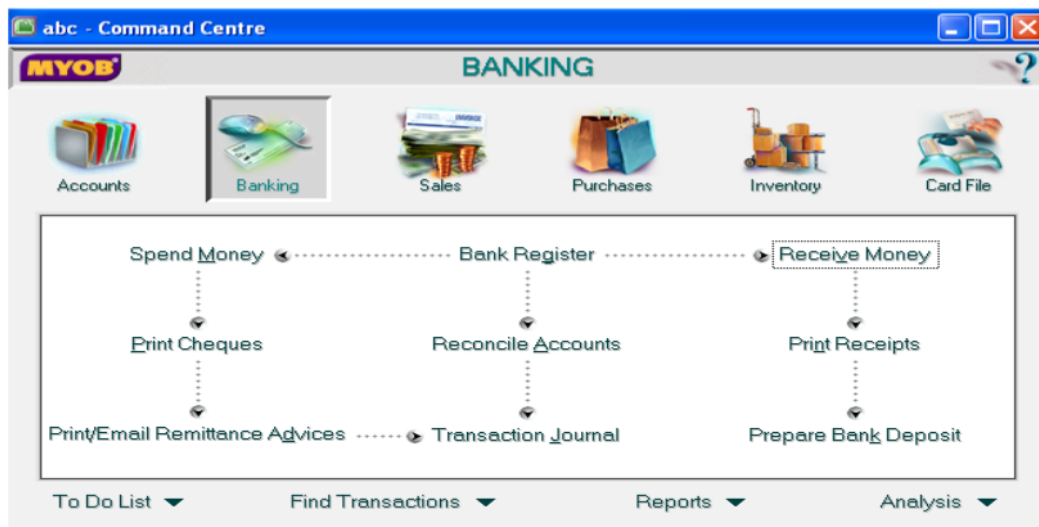 abc - Command Centre
MYOB BANKING ?
Accounts Banking Sales Purchases Inventory Card File
Spend Money Bank Register Receive Money
Print Cheques Reconcile Accounts Print Receipts
Print/Email Remittance Advices Transaction Journal Prepare Bank Deposit
To Do List Find Transactions Reports Analysis